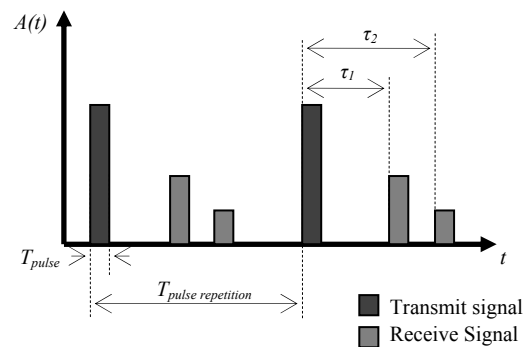 A(t)
τ2
τ1
Tpulse
t
Tpulse repetition
Transmit signal
Receive Signal